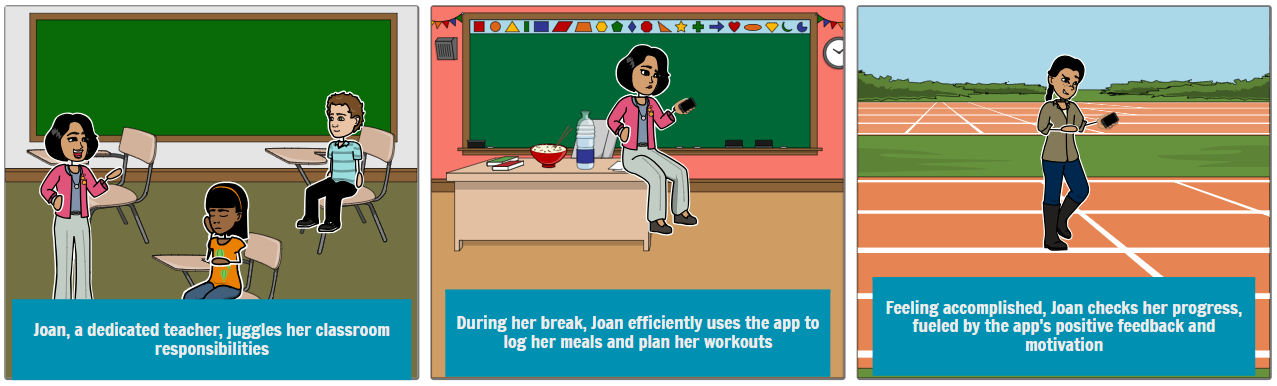 Joan, a dedicated teacher, juggles her classroom
responsibilities
During her break, Joan efficiently uses the app to
log her meals and plan her workouts
Feeling accomplished, Joan checks her progress,
fueled by the app's positive feedback and
motivation